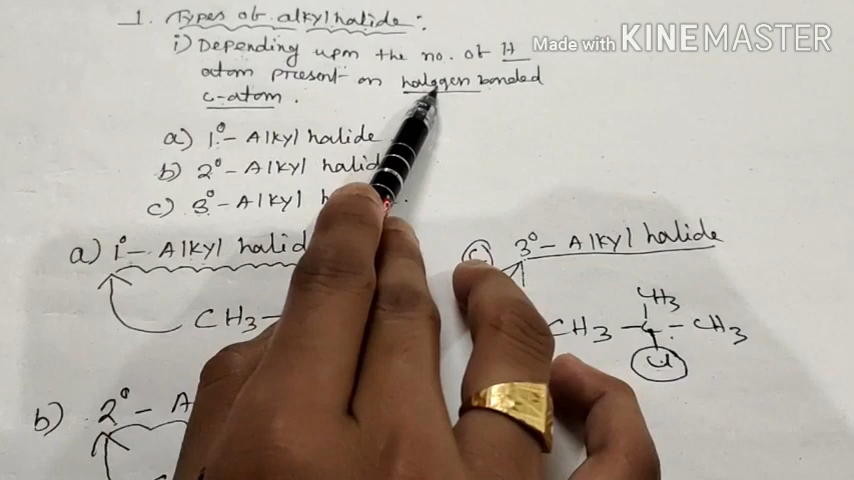 1. Types of alkyl halide :
i) Depending upon the no. of H
atom present on halogen bonded
c-atom .
Made with KINEMASTER
a) 1° - Alkyl halide
b) 2° - Alkyl halid
c) 3° - Alkyl h
a) 1° - Alkyl halid
CH3 -
c) 3° - Alkyl halide
CH3
CH3 - C - CH3
Cl
b) 2° - A